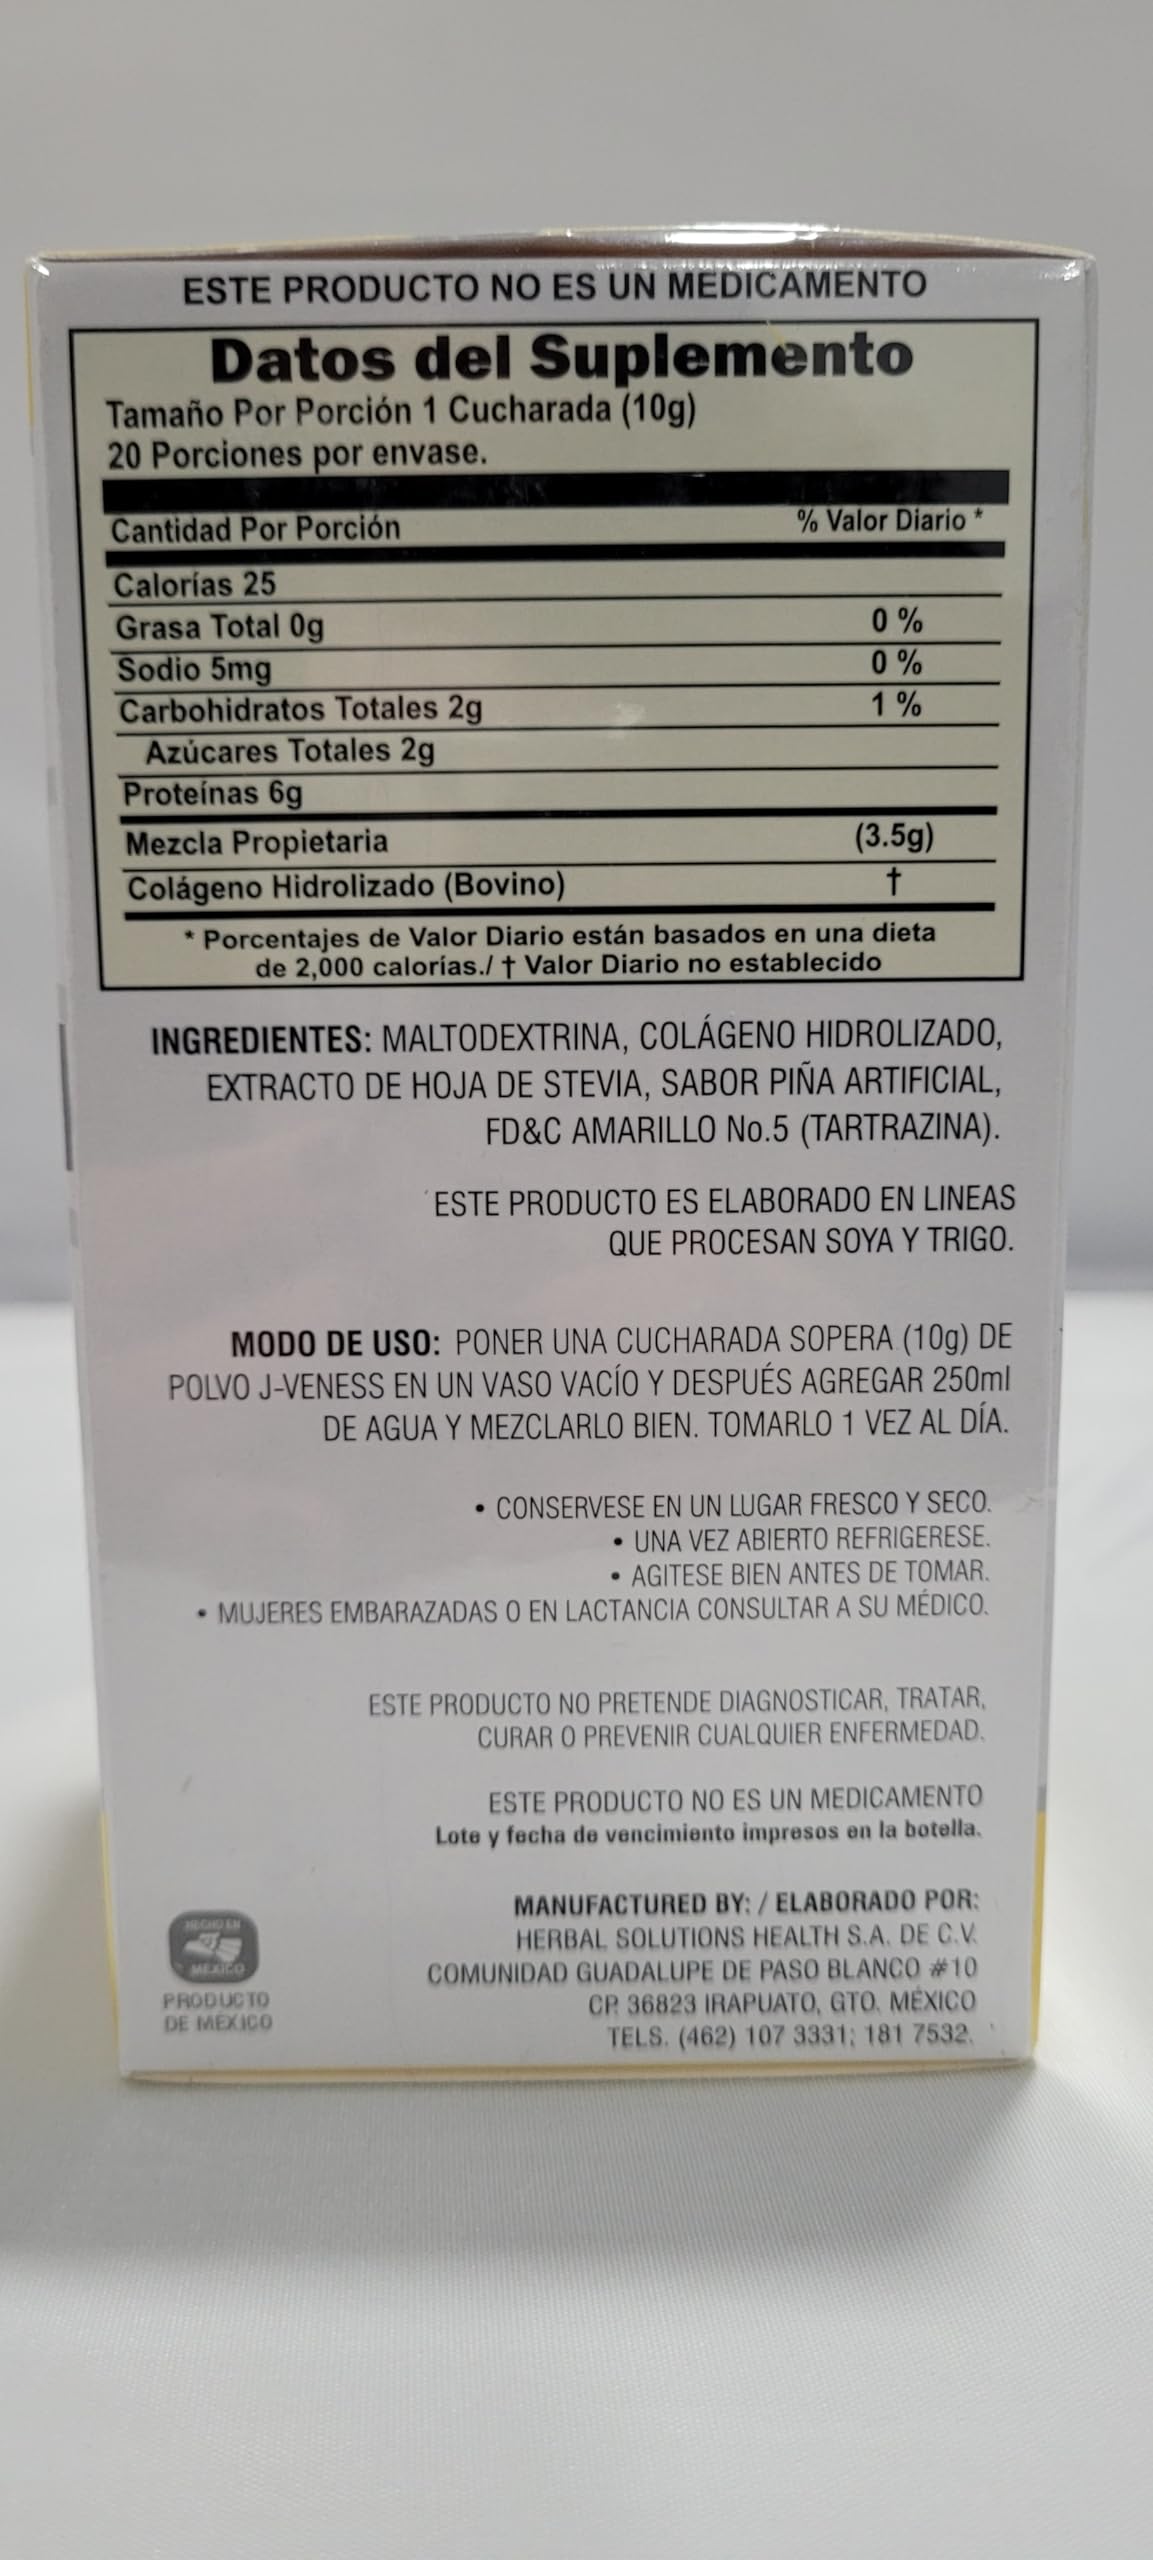 ESTE PRODUCTO NO ES UN MEDICAMENTO
Datos del Suplemento
Tamaño Por Porción 1 Cucharada (10g)
20 Porciones por envase.
Cantidad Por Porción % Valor Diario *
Calorías 25
Grasa Total 0g 0 %
Sodio 5mg 0 %
Carbohidratos Totales 2g 1 %
Azúcares Totales 2g
Proteínas 6g
Mezcla Propietaria (3.5g)
Colágeno Hidrolizado (Bovino) †
* Porcentajes de Valor Diario están basados en una dieta
de 2,000 calorías./ † Valor Diario no establecido
INGREDIENTES: MALTODEXTRINA, COLÁGENO HIDROLIZADO,
EXTRACTO DE HOJA DE STEVIA, SABOR PIÑA ARTIFICIAL,
FD&C AMARILLO No.5 (TARTRAZINA).
ESTE PRODUCTO ES ELABORADO EN LINEAS
QUE PROCESAN SOYA Y TRIGO.
MODO DE USO: PONER UNA CUCHARADA SOPERA (10g) DE
POLVO J-VENESS EN UN VASO VACÍO Y DESPUÉS AGREGAR 250ml
DE AGUA Y MEZCLARLO BIEN. TOMARLO 1 VEZ AL DÍA.
• CONSERVESE EN UN LUGAR FRESCO Y SECO.
• UNA VEZ ABIERTO REFRIGERESE.
• AGITESE BIEN ANTES DE TOMAR.
• MUJERES EMBARAZADAS O EN LACTANCIA CONSULTAR A SU MÉDICO.
ESTE PRODUCTO NO PRETENDE DIAGNOSTICAR, TRATAR,
CURAR O PREVENIR CUALQUIER ENFERMEDAD.
ESTE PRODUCTO NO ES UN MEDICAMENTO
Lote y fecha de vencimiento impresos en la botella.
MANUFACTURED BY: / ELABORADO POR:
HERBAL SOLUTIONS HEALTH S.A. DE C.V.
COMUNIDAD GUADALUPE DE PASO BLANCO #10
CP. 36823 IRAPUATO, GTO. MÉXICO
TELS. (462) 107 3331; 181 7532.
HECHO EN
MEXICO
PRODUCTO
DE MÉXICO